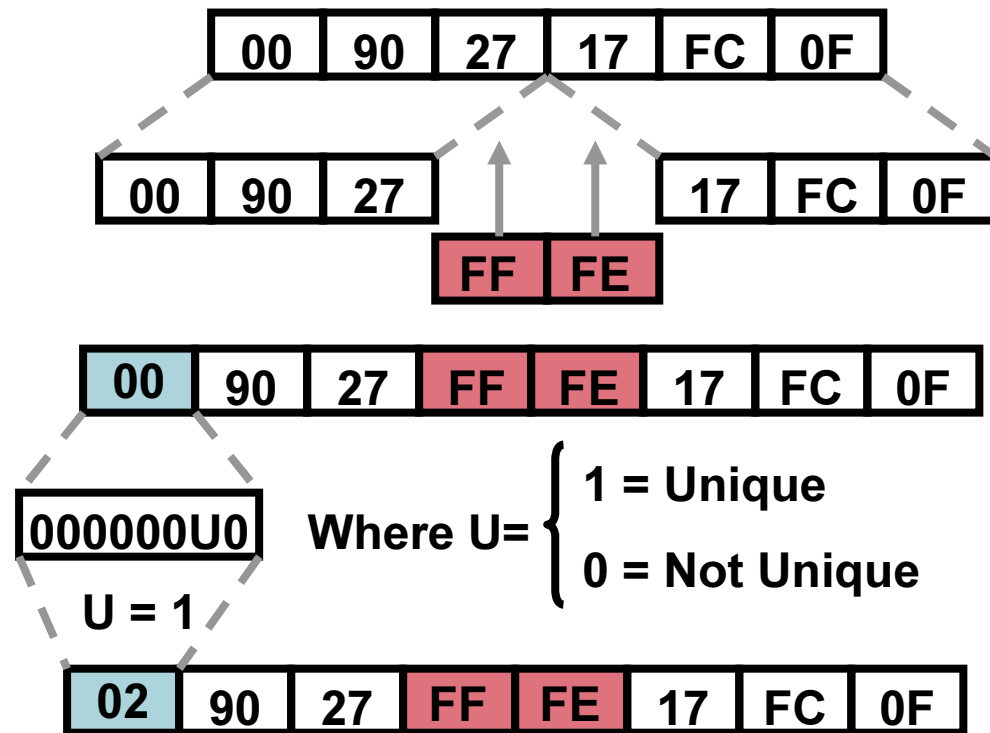 00 90 27 17 FC 0F
00 90 27 17 FC 0F
FF FE
00 90 27 FF FE 17 FC 0F
1 = Unique
000000U0 Where U=
0 = Not Unique
U = 1
02 90 27 FF FE 17 FC 0F